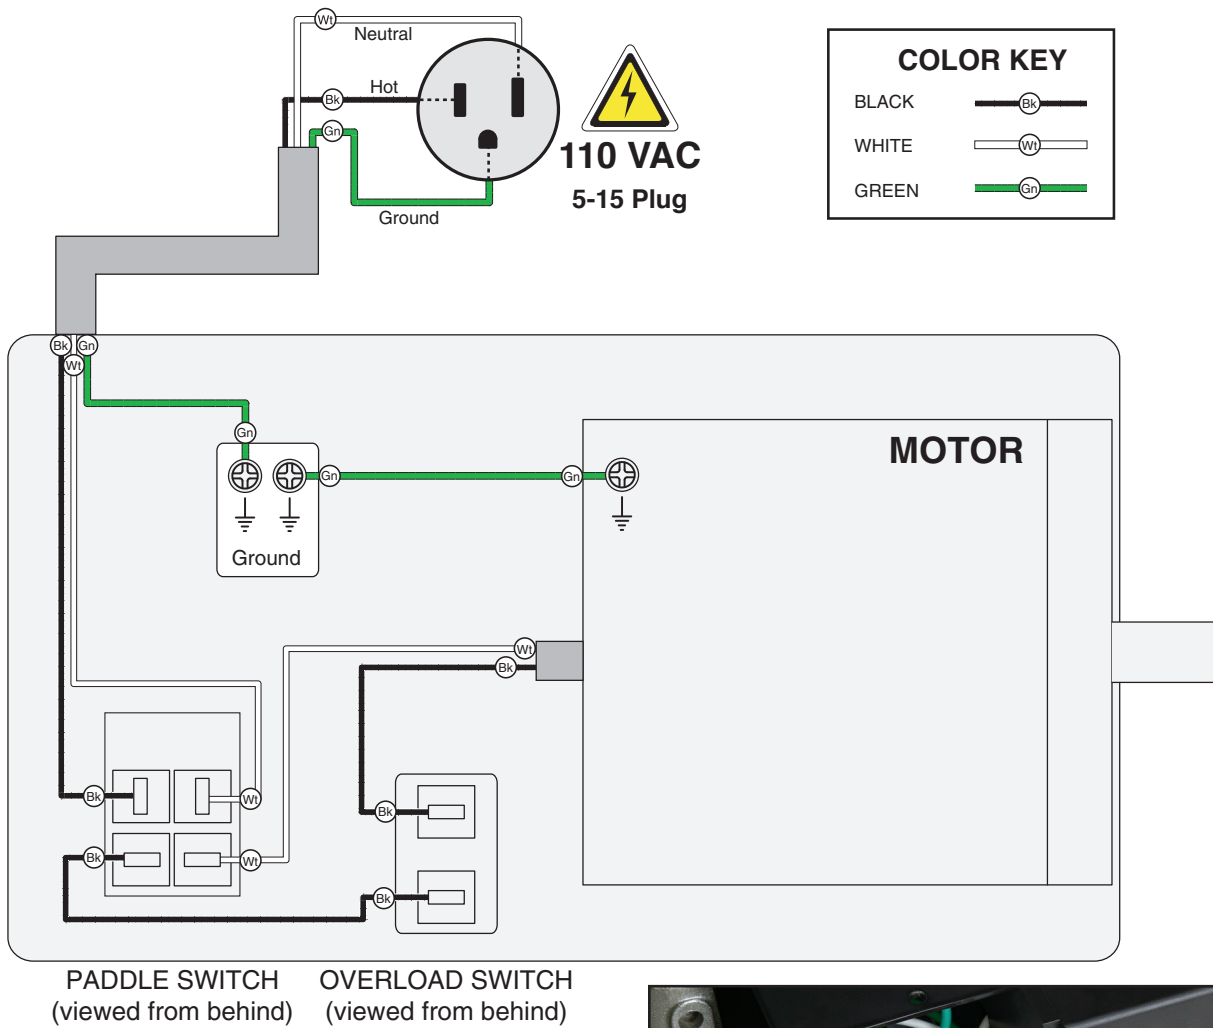 Wt
Neutral
Hot
Bk
Gn
Ground
110 VAC
5-15 Plug
COLOR KEY
BLACK Bk
WHITE Wt
GREEN Gn
Bk Gn
Wt
Gn
MOTOR
Gn Gn
Ground
Wt
Bk
Bk Wt
Bk
Bk Wt
Bk
PADDLE SWITCH
(viewed from behind)
OVERLOAD SWITCH
(viewed from behind)